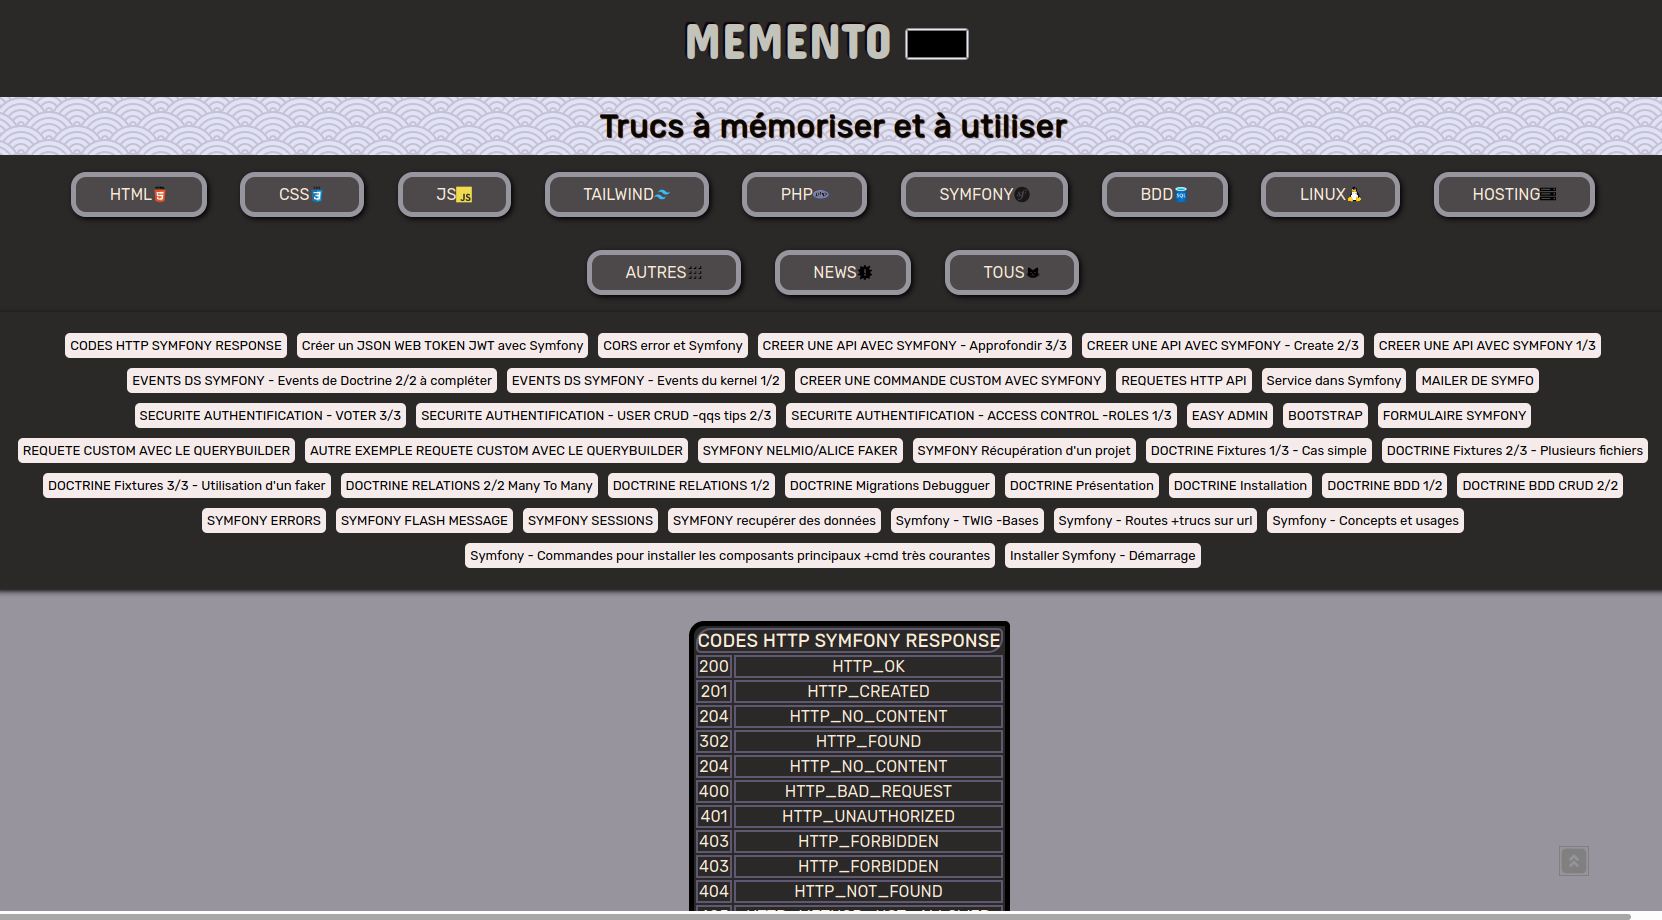 MEMENTO
Trucs à mémoriser et à utiliser
HTML CSS JS TAILWIND PHP SYMFONY BDD LINUX HOSTING
AUTRES NEWS TOUS
CODES HTTP SYMFONY RESPONSE Créer un JSON WEB TOKEN JWT avec Symfony CORS error et Symfony CREER UNE API AVEC SYMFONY - Approfondir 3/3 CREER UNE API AVEC SYMFONY - Create 2/3 CREER UNE API AVEC SYMFONY 1/3
EVENTS DS SYMFONY - Events de Doctrine 2/2 à compléter EVENTS DS SYMFONY - Events du kernel 1/2 CREER UNE COMMANDE CUSTOM AVEC SYMFONY REQUETES HTTP API Service dans Symfony MAILER DE SYMFO
SECURITE AUTHENTIFICATION - VOTER 3/3 SECURITE AUTHENTIFICATION - USER CRUD -qqs tips 2/3 SECURITE AUTHENTIFICATION - ACCESS CONTROL -ROLES 1/3 EASY ADMIN BOOTSTRAP FORMULAIRE SYMFONY
REQUETE CUSTOM AVEC LE QUERYBUILDER AUTRE EXEMPLE REQUETE CUSTOM AVEC LE QUERYBUILDER SYMFONY NELMIO/ALICE FAKER SYMFONY Récupération d'un projet DOCTRINE Fixtures 1/3 - Cas simple DOCTRINE Fixtures 2/3 - Plusieurs fichiers
DOCTRINE Fixtures 3/3 - Utilisation d'un faker DOCTRINE RELATIONS 2/2 Many To Many DOCTRINE RELATIONS 1/2 DOCTRINE Migrations Debugguer DOCTRINE Présentation DOCTRINE Installation DOCTRINE BDD 1/2 DOCTRINE BDD CRUD 2/2
SYMFONY ERRORS SYMFONY FLASH MESSAGE SYMFONY SESSIONS SYMFONY recupérer des données Symfony - TWIG -Bases Symfony - Routes +trucs sur url Symfony - Concepts et usages
Symfony - Commandes pour installer les composants principaux +cmd très courantes Installer Symfony - Démarrage
CODES HTTP SYMFONY RESPONSE
200 HTTP_OK
201 HTTP_CREATED
204 HTTP_NO_CONTENT
302 HTTP_FOUND
204 HTTP_NO_CONTENT
400 HTTP_BAD_REQUEST
401 HTTP_UNAUTHORIZED
403 HTTP_FORBIDDEN
403 HTTP_FORBIDDEN
404 HTTP_NOT_FOUND